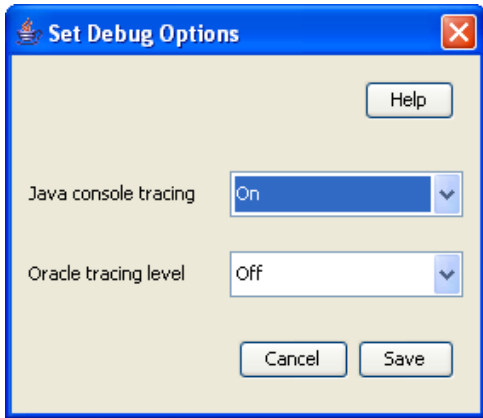 Set Debug Options
Help
Java console tracing On
Oracle tracing level Off
Cancel Save